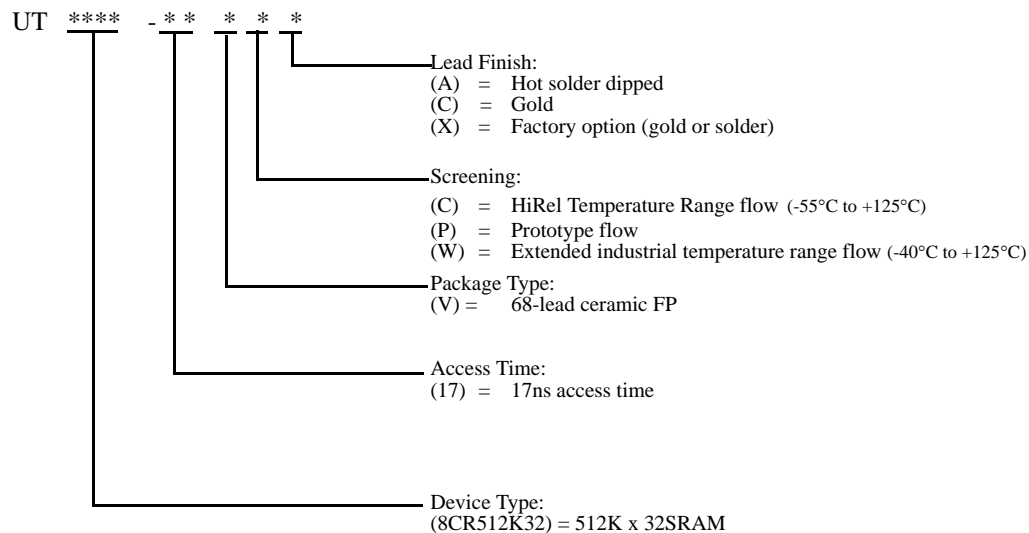 UT **** - * * * * *
Lead Finish:
(A) = Hot solder dipped
(C) = Gold
(X) = Factory option (gold or solder)
Screening:
(C) = HiRel Temperature Range flow (-55°C to +125°C)
(P) = Prototype flow
(W) = Extended industrial temperature range flow (-40°C to +125°C)
Package Type:
(V) = 68-lead ceramic FP
Access Time:
(17) = 17ns access time
Device Type:
(8CR512K32) = 512K x 32SRAM